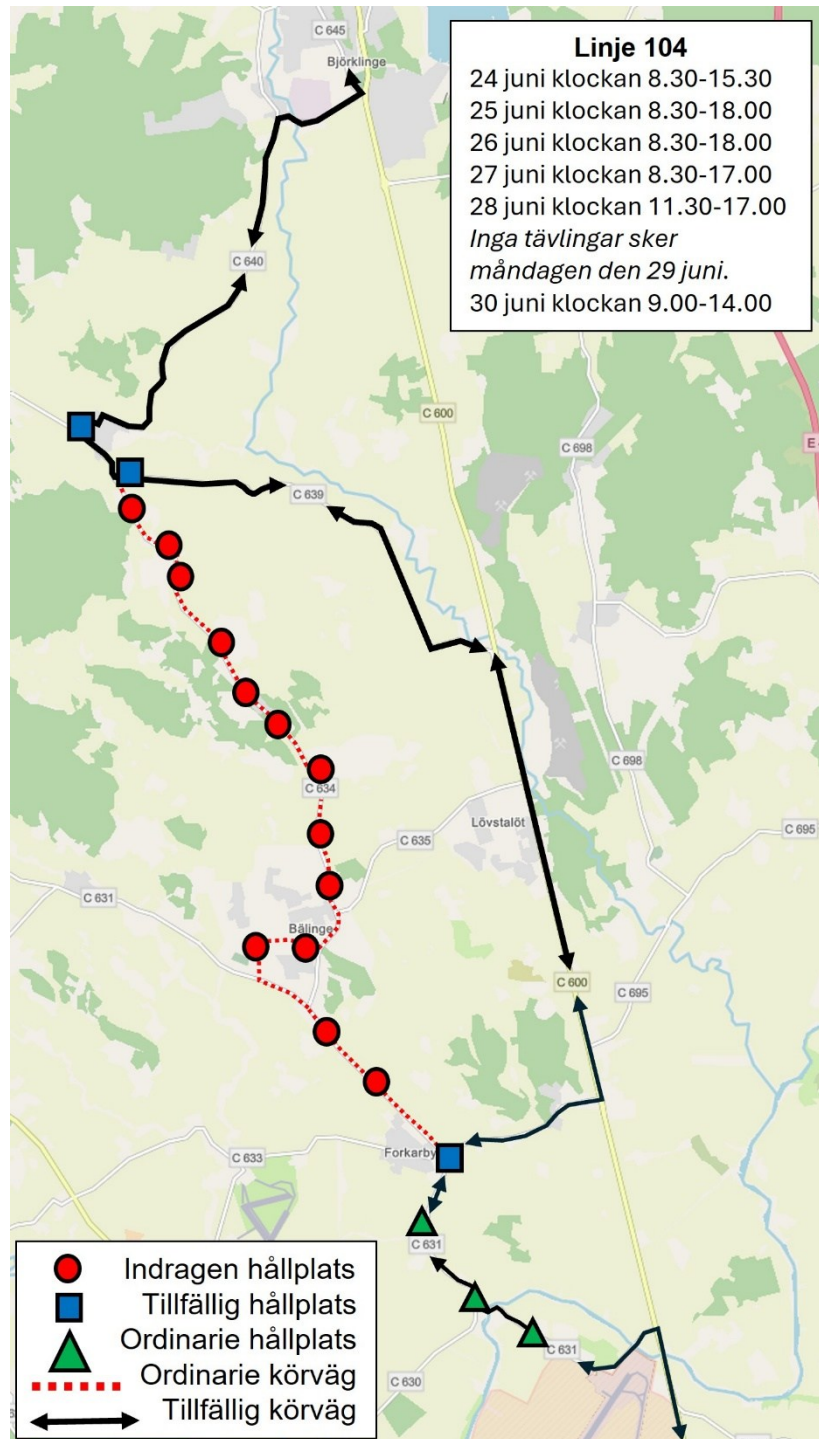 C 645
Björklinge
Linje 104
24 juni klockan 8.30-15.30
25 juni klockan 8.30-18.00
26 juni klockan 8.30-18.00
27 juni klockan 8.30-17.00
28 juni klockan 11.30-17.00
Inga tävlingar sker
måndagen den 29 juni.
30 juni klockan 9.00-14.00
C 640
C 600
C 698
C 639
C 698
C 634
Lövstalöt
C 695
C 635
C 631
Bälinge
C 600
C 695
Forkarby
C 633
C 631
C 631
C 630
Indragen hållplats
Tillfällig hållplats
Ordinarie hållplats
Ordinarie körväg
Tillfällig körväg